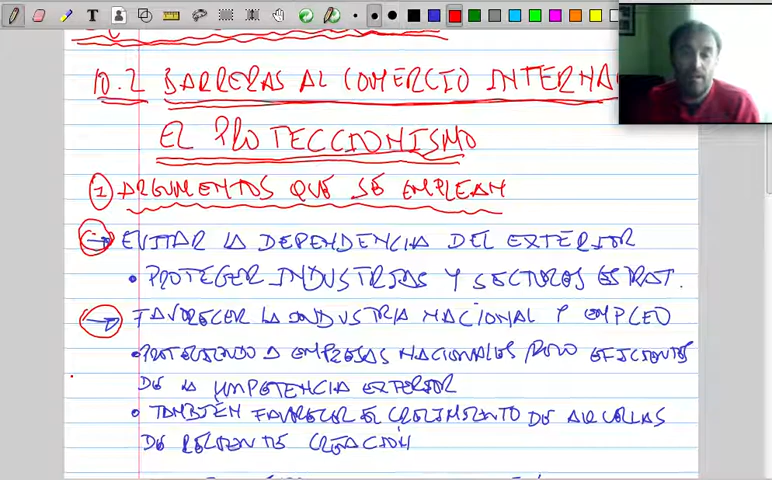 10.2 BARRERAS AL COMERCIO INTERNA
EL PROTECCIONISMO
1 ARGUMENTOS QUE SE EMPLEAN
→ EVITAR LA DEPENDENCIA DEL EXTERIOR
• PROTEGER INDUSTRIAS Y SECTORES ESTRAT.
→ FAVORECER LA INDUSTRIA NACIONAL Y EMPLEO
• PROTEGIENDO A EMPRESAS NACIONALES POCO EFICIENTES
DE LA COMPETENCIA EXTERIOR
• TAMBIÉN FAVORECER EL CRECIMIENTO DE AQUELLAS
DE RECIENTE CREACIÓN